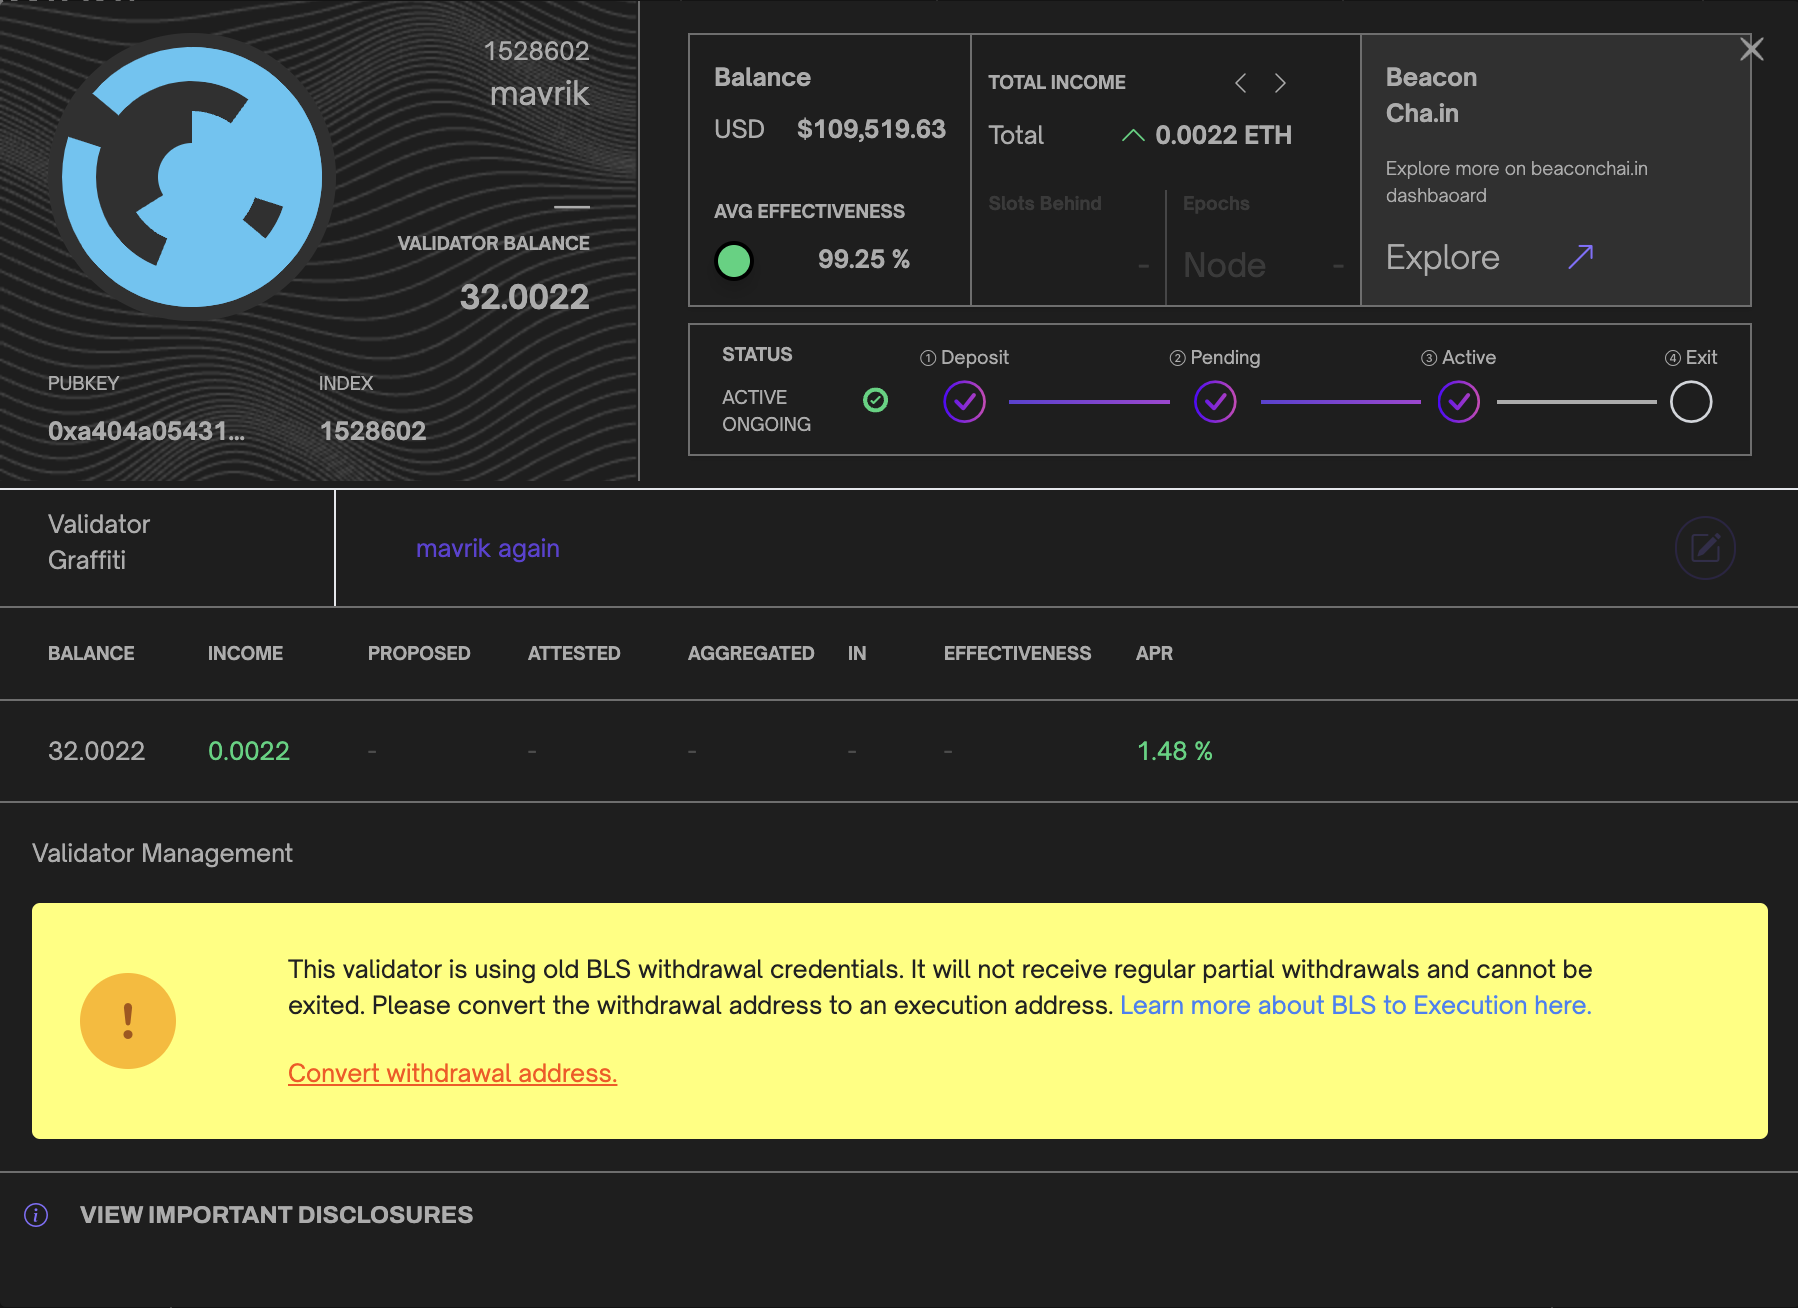 1528602
mavrik
VALIDATOR BALANCE
32.0022
PUBKEY
INDEX
0xa404a05431...
1528602
Balance
USD $109,519.63
AVG EFFECTIVENESS
99.25 %
TOTAL INCOME
Total 0.0022 ETH
Slots Behind
-
Epochs
Node -
Beacon
Cha.in
Explore more on beaconchai.in
dashbaoard
Explore
STATUS
ACTIVE
ONGOING
1 Deposit
2 Pending
3 Active
4 Exit
Validator
Graffiti
mavrik again
BALANCE INCOME PROPOSED ATTESTED AGGREGATED IN EFFECTIVENESS APR
32.0022 0.0022 - - - - - 1.48 %
Validator Management
This validator is using old BLS withdrawal credentials. It will not receive regular partial withdrawals and cannot be
exited. Please convert the withdrawal address to an execution address. Learn more about BLS to Execution here.
Convert withdrawal address.
VIEW IMPORTANT DISCLOSURES